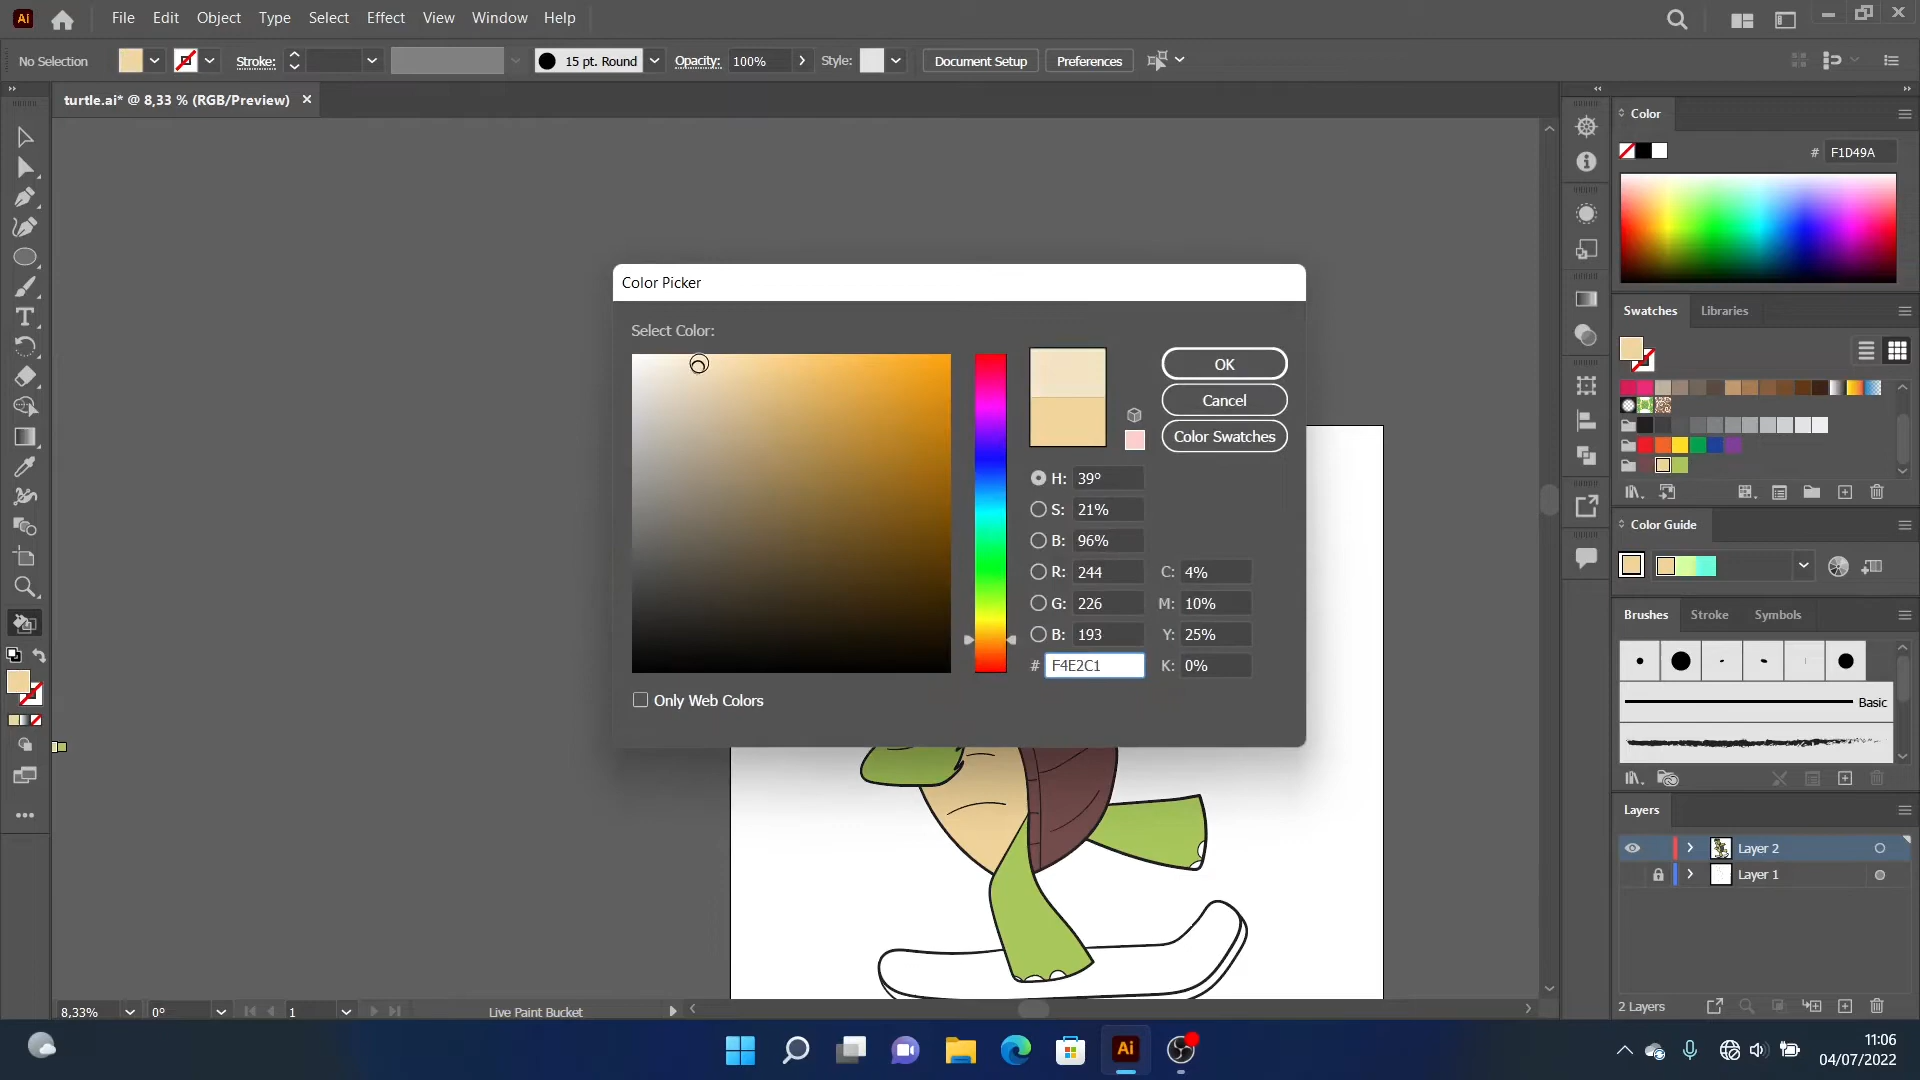 Ai File Edit Object Type Select Effect View Window Help
No Selection Stroke: 15 pt. Round Opacity: 100% Style: Document Setup Preferences
turtle.ai* @ 8,33 % (RGB/Preview)
Color
# F1D49A
Color Picker
Select Color:
OK
Cancel
Color Swatches
H: 39º
S: 21%
B: 96%
R: 244 C: 4%
G: 226 M: 10%
B: 193 Y: 25%
# F4E2C1 K: 0%
Only Web Colors
Swatches Libraries
Color Guide
Brushes Stroke Symbols
Basic
Layers
Layer 2
Layer 1
2 Layers
8,33% 0° 1 Live Paint Bucket
Ai
11:06
04/07/2022